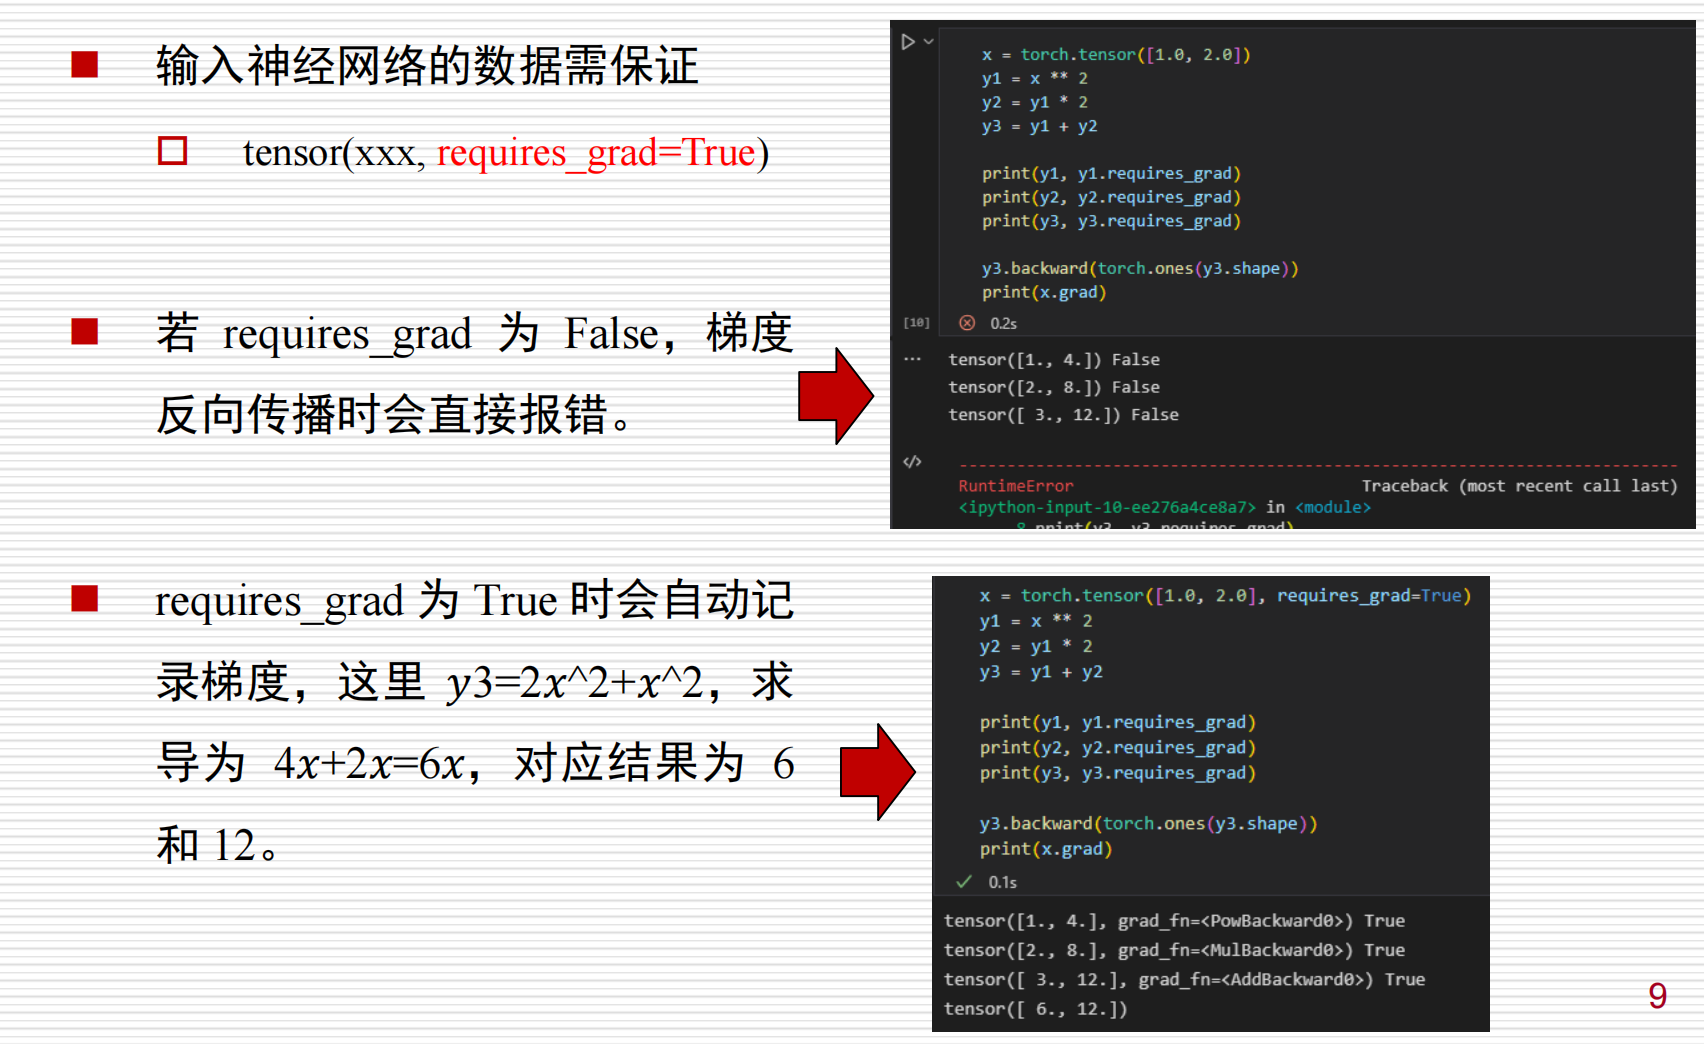 输入神经网络的数据需保证
tensor(xxx, requires_grad=True)
若 requires_grad 为 False，梯度
反向传播时会直接报错。
requires_grad 为 True 时会自动记
录梯度，这里 y3=2x^2+x^2，求
导为 4x+2x=6x，对应结果为 6
和 12。
x = torch.tensor([1.0, 2.0])
y1 = x ** 2
y2 = y1 * 2
y3 = y1 + y2
print(y1, y1.requires_grad)
print(y2, y2.requires_grad)
print(y3, y3.requires_grad)
y3.backward(torch.ones(y3.shape))
print(x.grad)
[10] 0.2s
tensor([1., 4.]) False
tensor([2., 8.]) False
tensor([ 3., 12.]) False
---------------------------------------------------------------------------
RuntimeError Traceback (most recent call last)
<ipython-input-10-ee276a4ce8a7> in <module>
8 print(y3, y3.requires_grad)
x = torch.tensor([1.0, 2.0], requires_grad=True)
y1 = x ** 2
y2 = y1 * 2
y3 = y1 + y2
print(y1, y1.requires_grad)
print(y2, y2.requires_grad)
print(y3, y3.requires_grad)
y3.backward(torch.ones(y3.shape))
print(x.grad)
0.1s
tensor([1., 4.], grad_fn=<PowBackward0>) True
tensor([2., 8.], grad_fn=<MulBackward0>) True
tensor([ 3., 12.], grad_fn=<AddBackward0>) True
tensor([ 6., 12.])
9